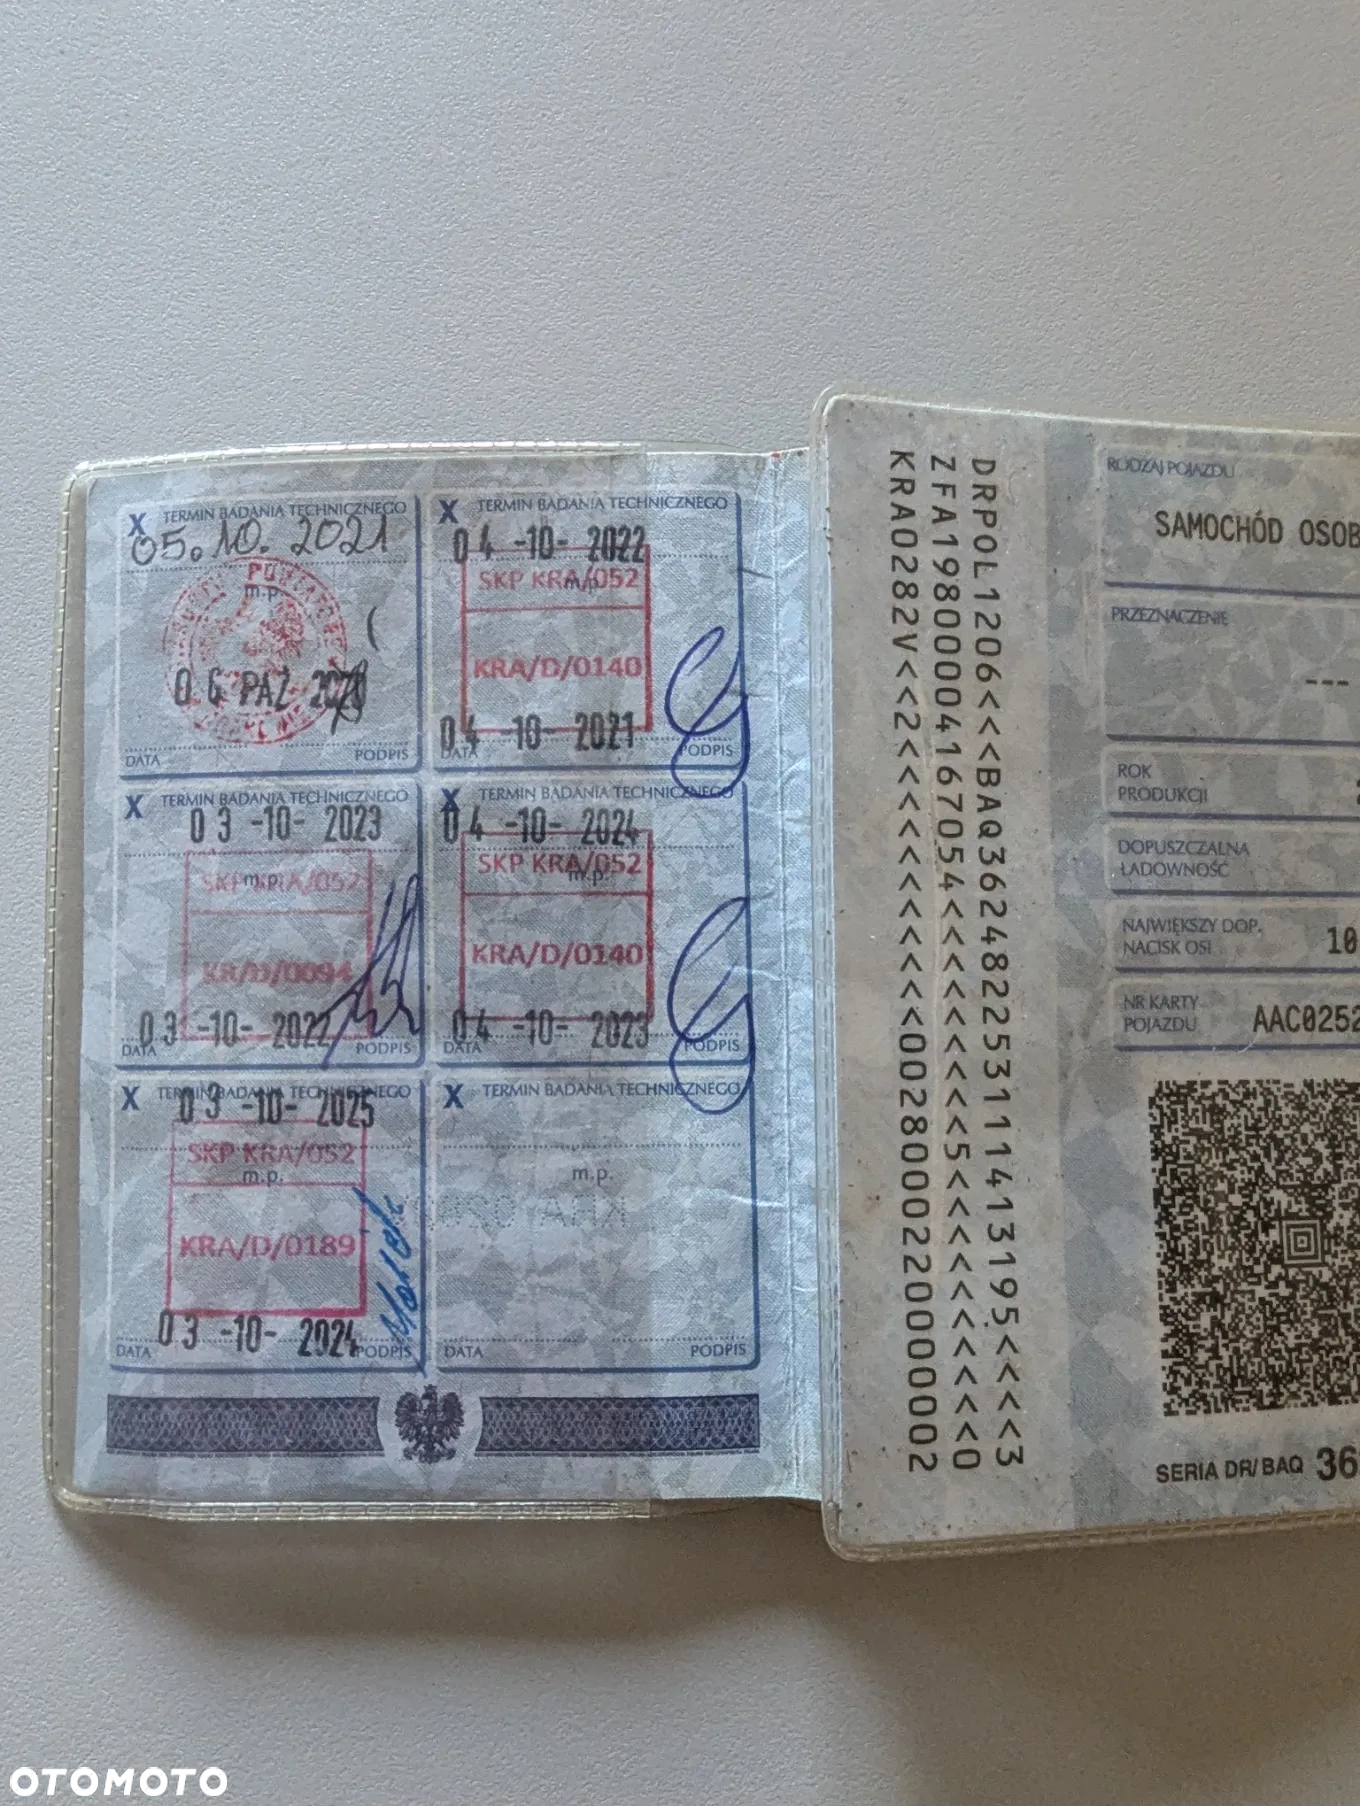 X TERMIN BADANIA TECHNICZNEGO
05.10.2021
m.p.
06 PAŹ 2020
DATA PODPIS
X TERMIN BADANIA TECHNICZNEGO
04 -10- 2022
SKP KRA/052
m.p.
KRA/D/0140
04 -10- 2021
DATA PODPIS
X TERMIN BADANIA TECHNICZNEGO
03 -10- 2023
SKP KRA/052
m.p.
KR/D/0094
03 -10- 2022
DATA PODPIS
X TERMIN BADANIA TECHNICZNEGO
04 -10- 2024
SKP KRA/052
m.p.
KRA/D/0140
04 -10- 2023
DATA PODPIS
X TERMIN BADANIA TECHNICZNEGO
03 -10- 2025
SKP KRA/052
m.p.
KRA/D/0189
03 -10- 2024
DATA PODPIS
X TERMIN BADANIA TECHNICZNEGO
m.p.
DATA PODPIS
RODZAJ POJAZDU
SAMOCHÓD OSOB
PRZEZNACZENIE
---
ROK
PRODUKCJI
DOPUSZCZALNA
ŁADOWNOŚĆ
NAJWIĘKSZY DOP.
NACISK OSI 10
NR KARTY
POJAZDU AAC0252
SERIA DR/BAQ 36
DRPOL1206<<<BAQ362482253111413195<<<<3
ZFA19800004167054<<<<<<<<5<<<<<<<<<<<0
KRA0282V<<2<<<<<<<<<<<<002800022000002
OTOMOTO